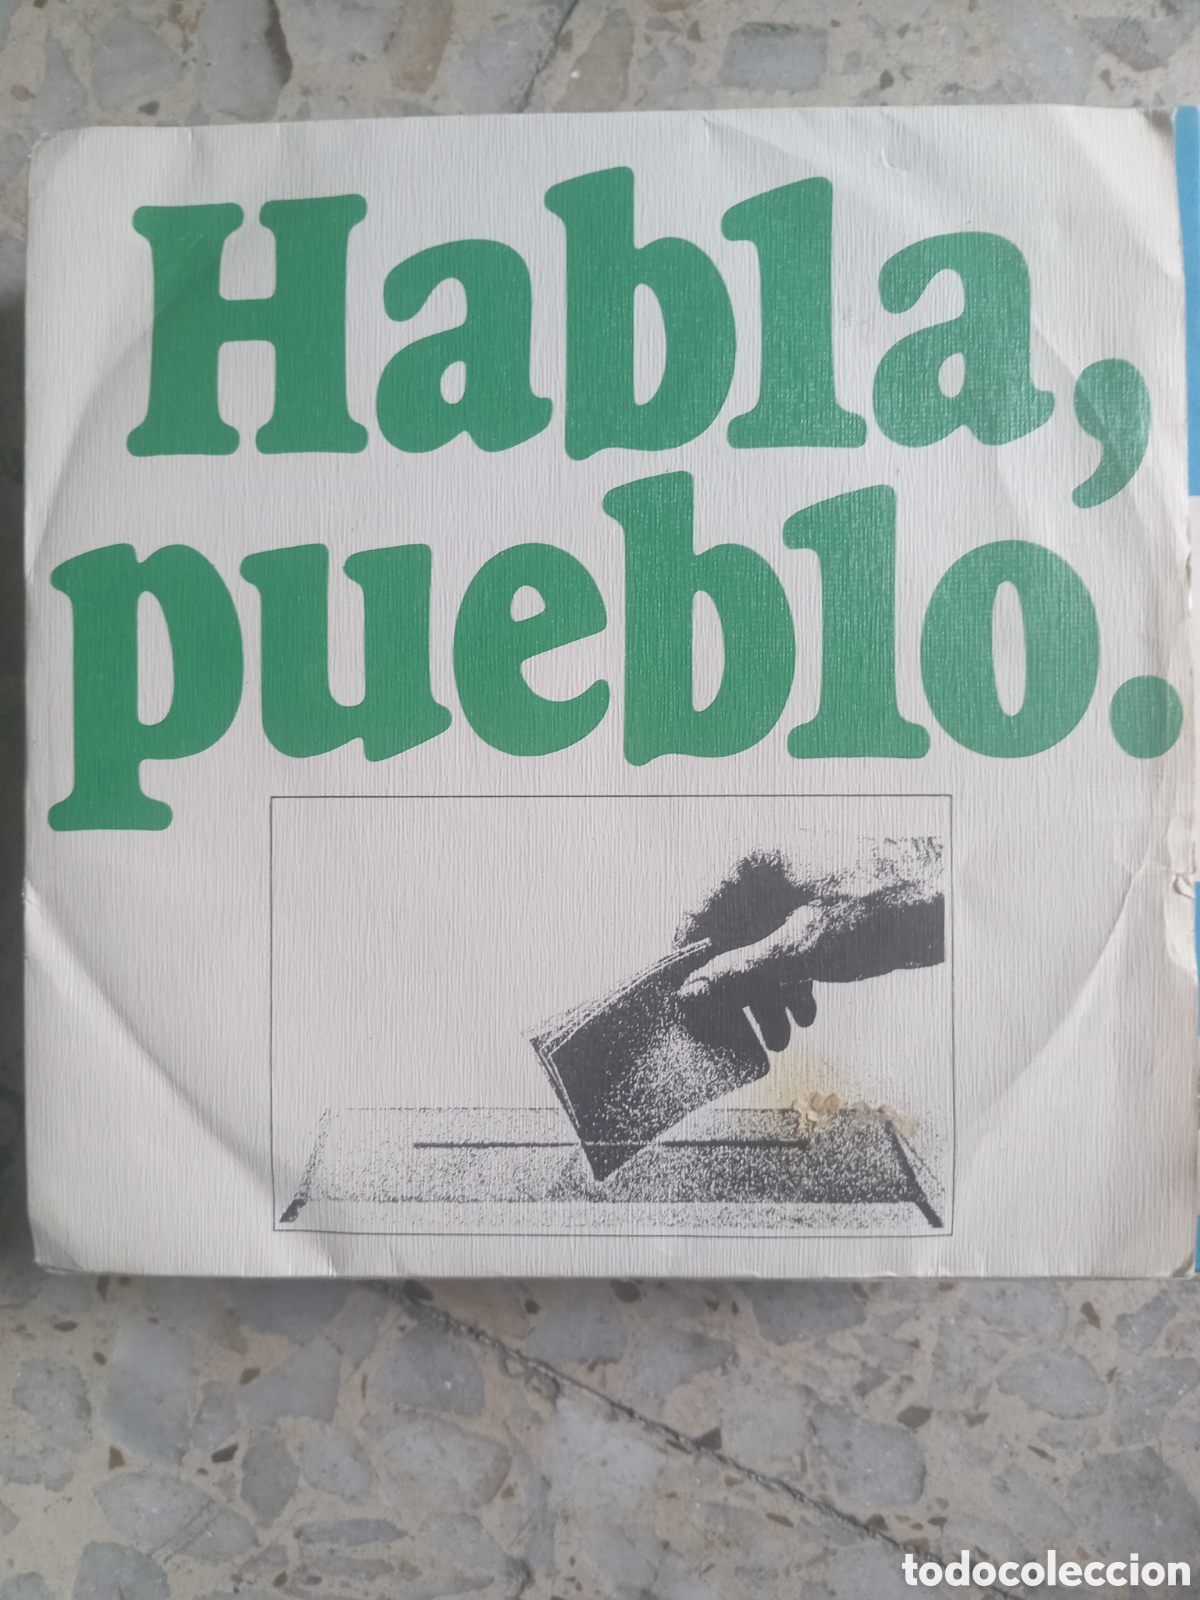 Habla,
pueblo.
todocoleccion